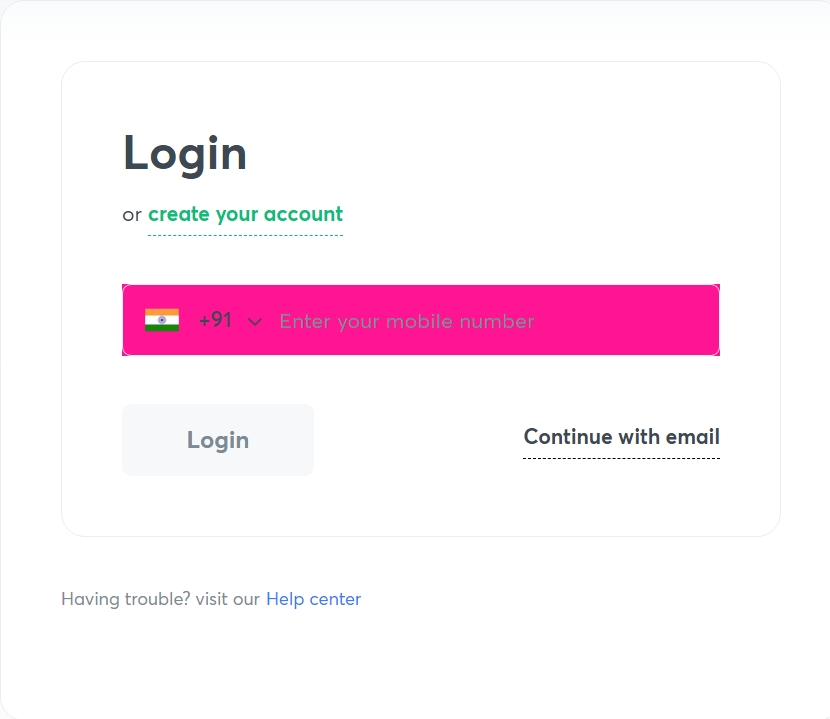 Login
or create your account
+91 Enter your mobile number
Login
Continue with email
Having trouble? visit our Help center